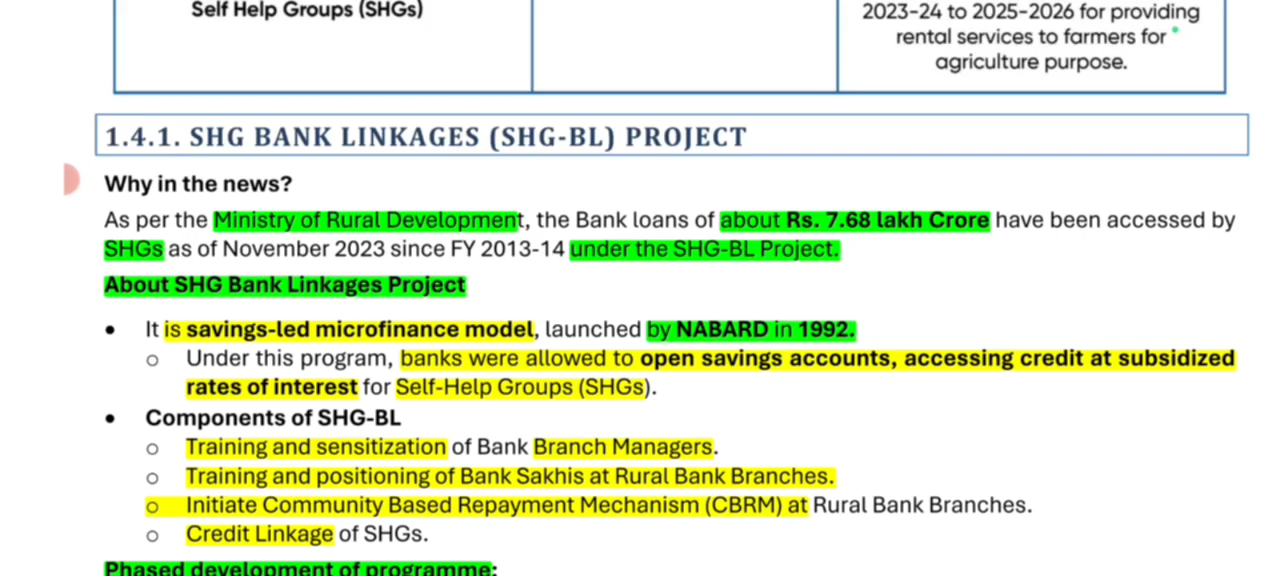 Self Help Groups (SHGs)
2023-24 to 2025-2026 for providing
rental services to farmers for
agriculture purpose.
1.4.1. SHG BANK LINKAGES (SHG-BL) PROJECT
Why in the news?
As per the Ministry of Rural Development, the Bank loans of about Rs. 7.68 lakh Crore have been accessed by
SHGs as of November 2023 since FY 2013-14 under the SHG-BL Project.
About SHG Bank Linkages Project
• It is savings-led microfinance model, launched by NABARD in 1992.
o Under this program, banks were allowed to open savings accounts, accessing credit at subsidized
rates of interest for Self-Help Groups (SHGs).
• Components of SHG-BL
o Training and sensitization of Bank Branch Managers.
o Training and positioning of Bank Sakhis at Rural Bank Branches.
o Initiate Community Based Repayment Mechanism (CBRM) at Rural Bank Branches.
o Credit Linkage of SHGs.
Phased development of programme: